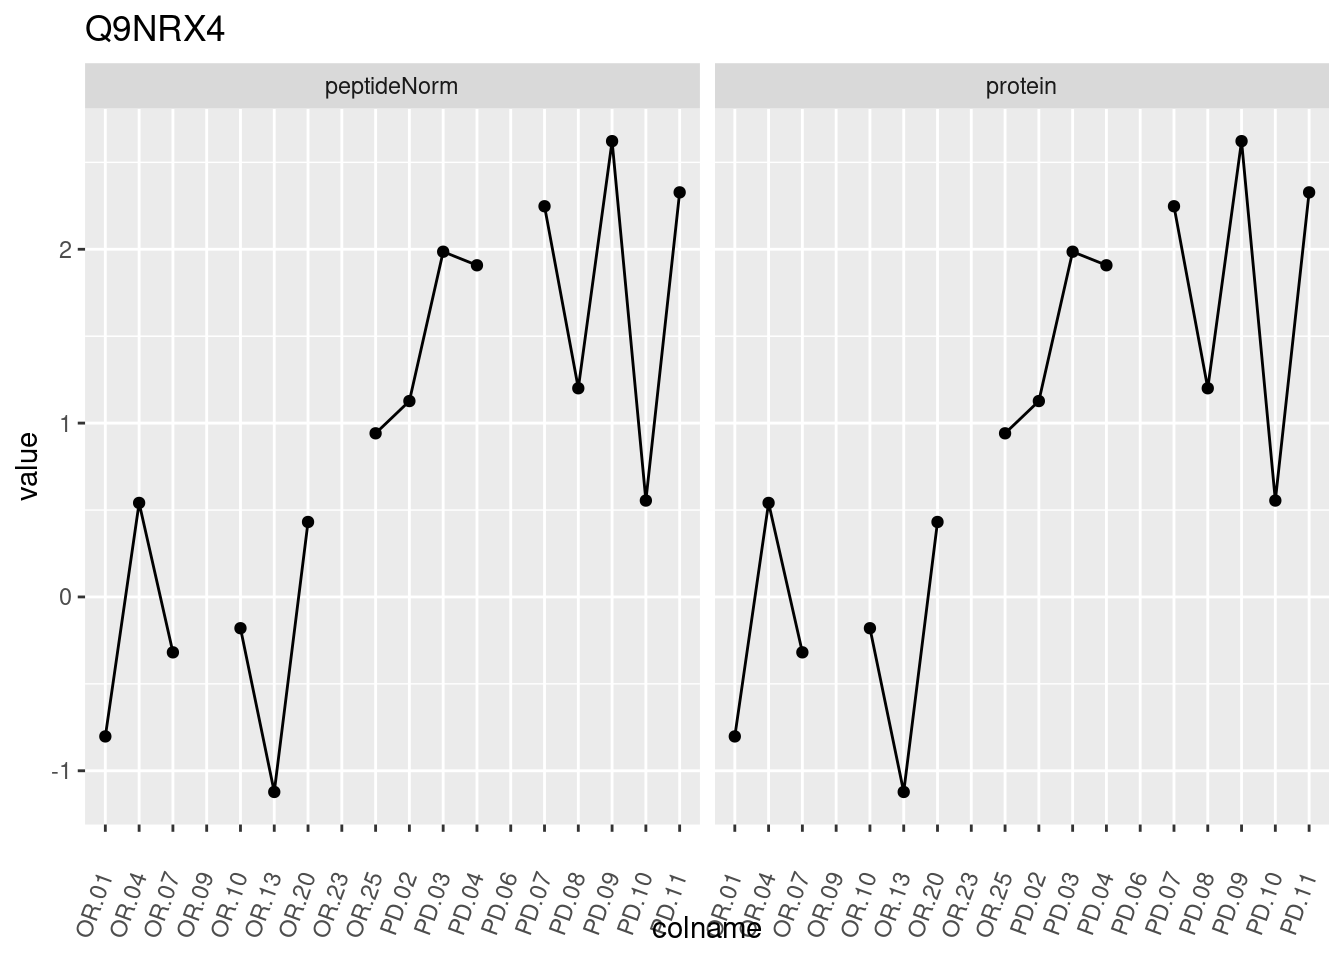 Q9NRX4
peptideNorm protein
value
2
1
0
-1
OR.01 OR.04 OR.07 OR.09 OR.10 OR.13 OR.20 OR.23 OR.25 PD.02 PD.03 PD.04 PD.06 PD.07 PD.08 PD.09 PD.10 PD.11 OR.01 OR.04 OR.07 OR.09 OR.10 OR.13 OR.20 OR.23 OR.25 PD.02 PD.03 PD.04 PD.06 PD.07 PD.08 PD.09 PD.10 PD.11
colname